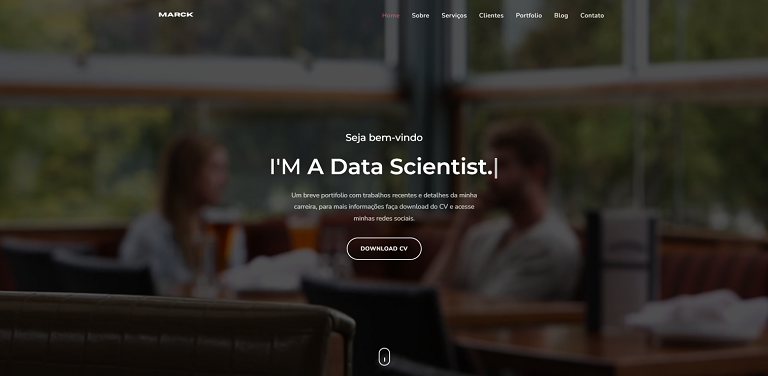 MARCK
Home Sobre Serviços Clientes Portfolio Blog Contato
Seja bem-vindo
I'M A Data Scientist.|
Um breve portifolio com trabalhos recentes e detalhes da minha
carreira, para mais informações faça download do CV e acesse
minhas redes sociais.
DOWNLOAD CV